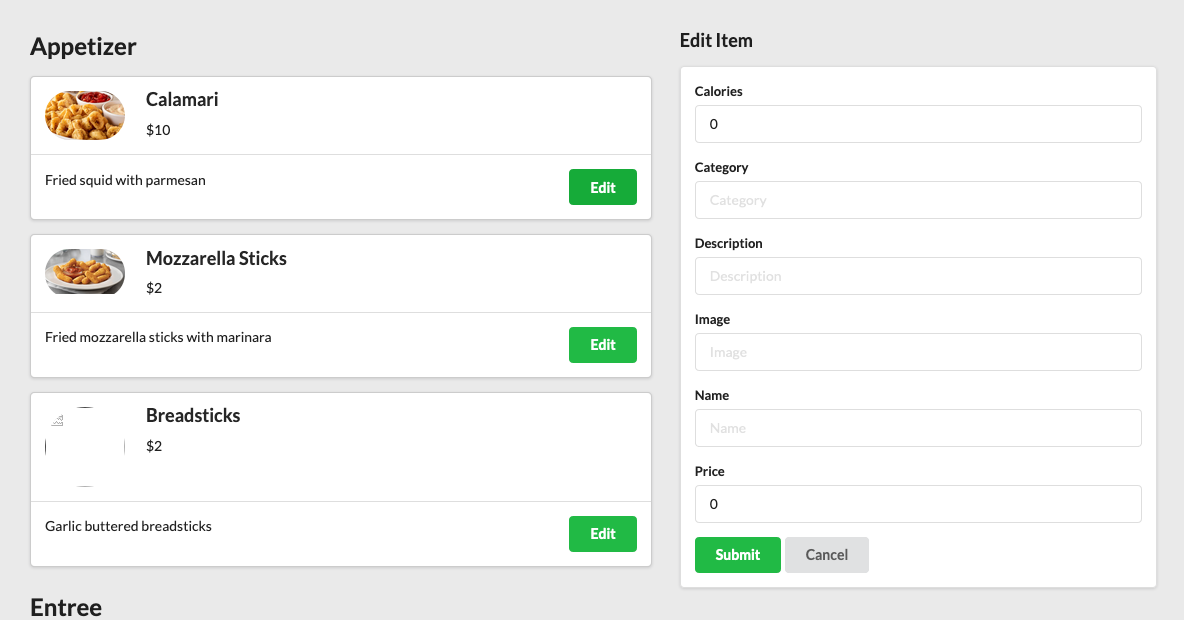 Appetizer
Calamari
$10
Fried squid with parmesan
Edit
Mozzarella Sticks
$2
Fried mozzarella sticks with marinara
Edit
Breadsticks
$2
Garlic buttered breadsticks
Edit
Entree
Edit Item
Calories
0
Category
Category
Description
Description
Image
Image
Name
Name
Price
0
Submit Cancel